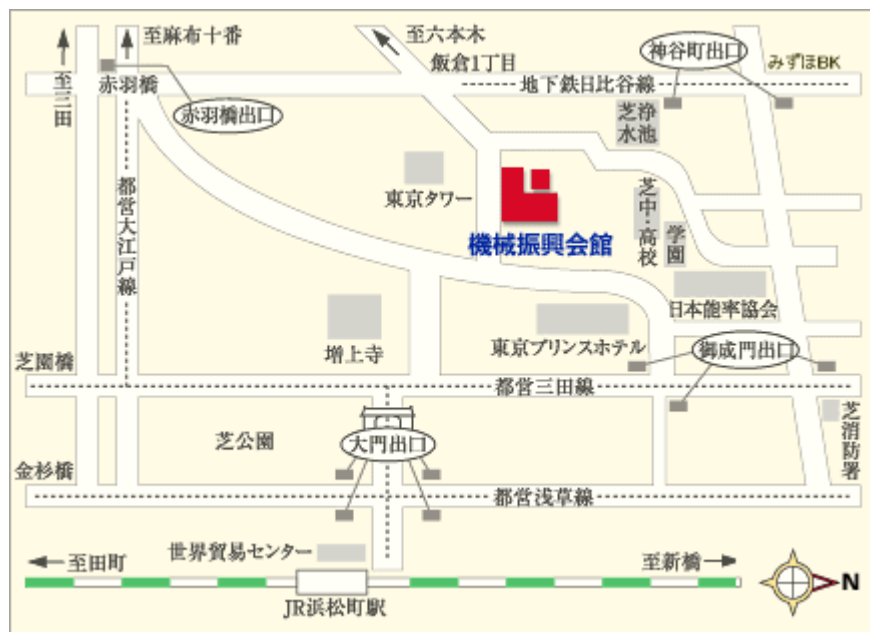 至麻布十番
至六本木
飯倉1丁目
神谷町出口
みずほBK
至三田
赤羽橋
地下鉄日比谷線
赤羽橋出口
芝浄
水池
東京タワー
都営大江戸線
機械振興会館
芝中・高校
学園
日本能率協会
増上寺
東京プリンスホテル
御成門出口
芝園橋
都営三田線
芝公園
大門出口
芝消防署
金杉橋
都営浅草線
世界貿易センター
至田町
至新橋
N
JR浜松町駅